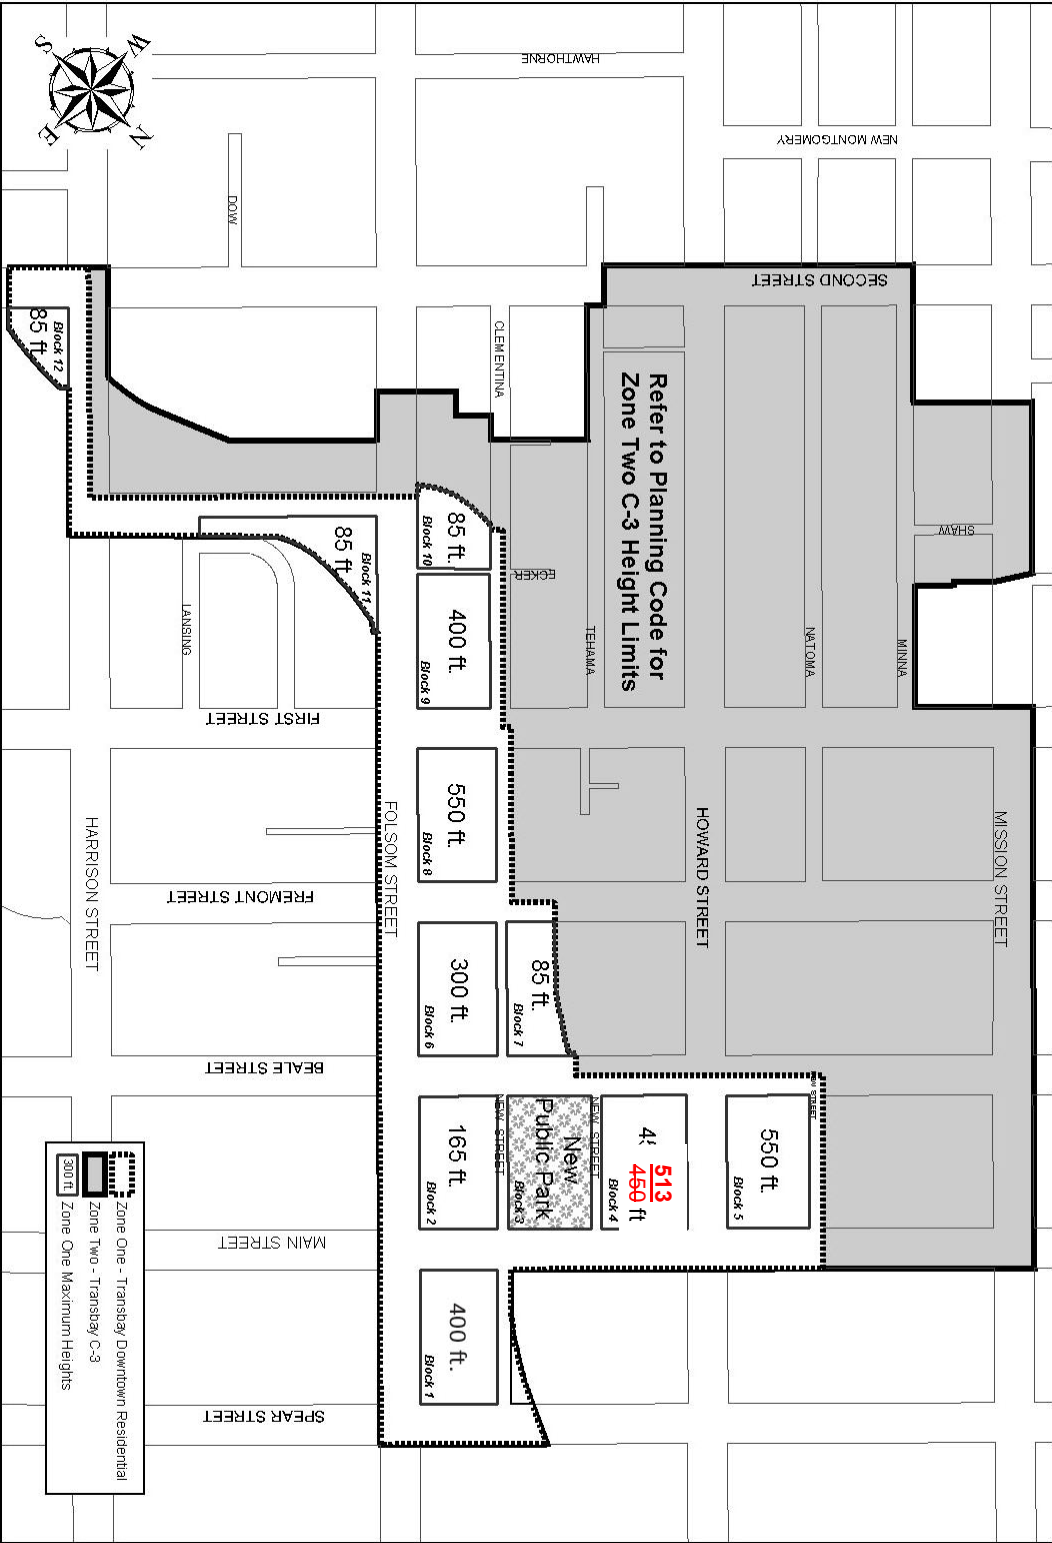 S
W
E
N
HAWTHORNE
NEW MONTGOMERY
DOW
SECOND STREET
CLEMENTINA
Refer to Planning Code for
Zone Two C-3 Height Limits
SHAW
ECKER
TEHAMA
NATOMA
MINNA
LANSING
FIRST STREET
FOLSOM STREET
HARRISON STREET
HOWARD STREET
MISSION STREET
FREMONT STREET
BEALE STREET
MAIN STREET
SPEAR STREET
Block 12
85 ft.
Block 11
85 ft.
85 ft.
Block 10
400 ft.
Block 9
550 ft.
Block 8
300 ft.
Block 6
85 ft.
Block 7
NEW STREET
NEW STREET
165 ft.
Block 2
New
Public Park
Block 3
513
450 ft
Block 4
550 ft.
Block 5
400 ft.
Block 1
Zone One - Transbay Downtown Residential
Zone Two - Transbay C-3
300 ft.
Zone One Maximum Heights